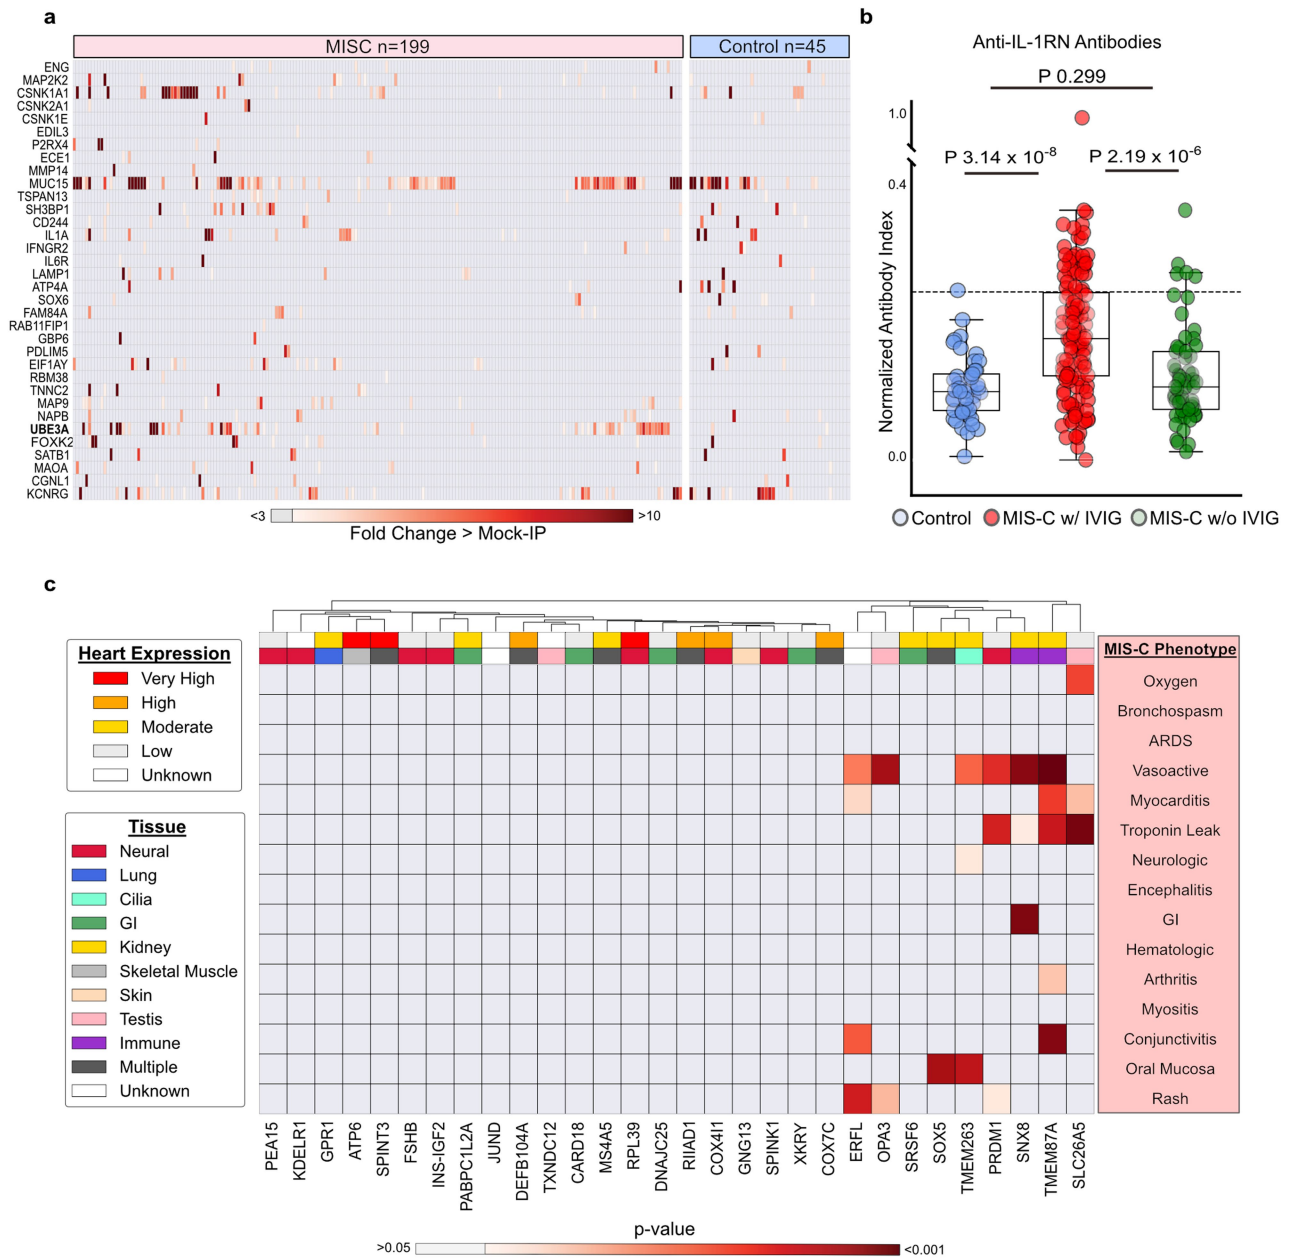 a
MISC n=199
Control n=45
ENG
MAP2K2
CSNK1A1
CSNK2A1
CSNK1E
EDIL3
P2RX4
ECE1
MMP14
MUC15
TSPAN13
SH3BP1
CD244
IL1A
IFNGR2
IL6R
LAMP1
ATP4A
SOX6
FAM84A
RAB11FIP1
GBP6
PDLIM5
EIF1AY
RBM38
TNNC2
MAP9
NAPB
UBE3A
FOXK2
SATB1
MAOA
CGNL1
KCNRG
<3
>10
Fold Change > Mock-IP
b
Anti-IL-1RN Antibodies
P 0.299
P 3.14 x 10-8
P 2.19 x 10-6
1.0
0.4
0.0
Normalized Antibody Index
Control
MIS-C w/ IVIG
MIS-C w/o IVIG
c
Heart Expression
Very High
High
Moderate
Low
Unknown
Tissue
Neural
Lung
Cilia
GI
Kidney
Skeletal Muscle
Skin
Testis
Immune
Multiple
Unknown
MIS-C Phenotype
Oxygen
Bronchospasm
ARDS
Vasoactive
Myocarditis
Troponin Leak
Neurologic
Encephalitis
GI
Hematologic
Arthritis
Myositis
Conjunctivitis
Oral Mucosa
Rash
PEA15
KDELR1
GPR1
ATP6
SPINT3
FSHB
INS-IGF2
PABPC1L2A
JUND
DEFB104A
TXNDC12
CARD18
MS4A5
RPL39
DNAJC25
RIIAD1
COX4I1
GNG13
SPINK1
XKRY
COX7C
ERFL
OPA3
SRSF6
SOX5
TMEM263
PRDM1
SNX8
TMEM87A
SLC26A5
p-value
>0.05
<0.001